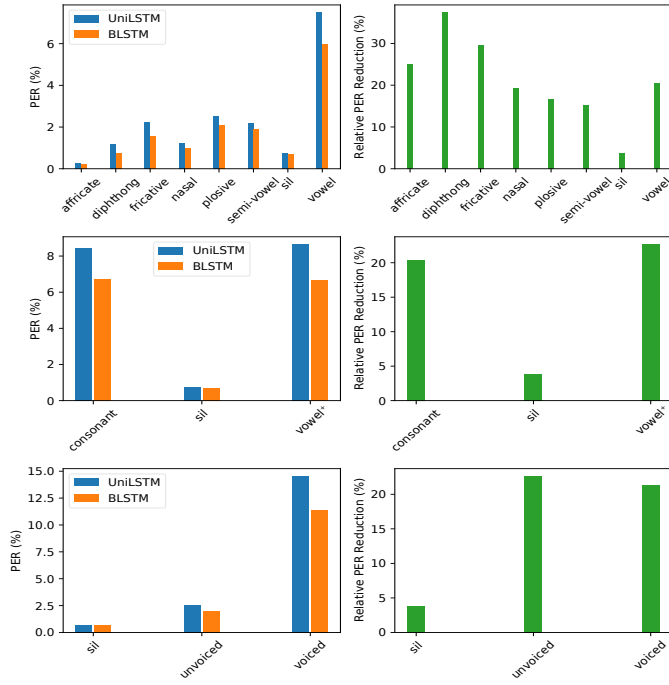 UniLSTM
BLSTM
PER (%)
6
4
2
0
affricate
diphthong
fricative
nasal
plosive
semi-vowel
sil
vowel
Relative PER Reduction (%)
30
20
10
0
affricate
diphthong
fricative
nasal
plosive
semi-vowel
sil
vowel
UniLSTM
BLSTM
PER (%)
8
6
4
2
0
consonant
sil
vowel⁺
Relative PER Reduction (%)
20
15
10
5
0
consonant
sil
vowel⁺
UniLSTM
BLSTM
PER (%)
15.0
12.5
10.0
7.5
5.0
2.5
0.0
sil
unvoiced
voiced
Relative PER Reduction (%)
20
15
10
5
0
sil
unvoiced
voiced